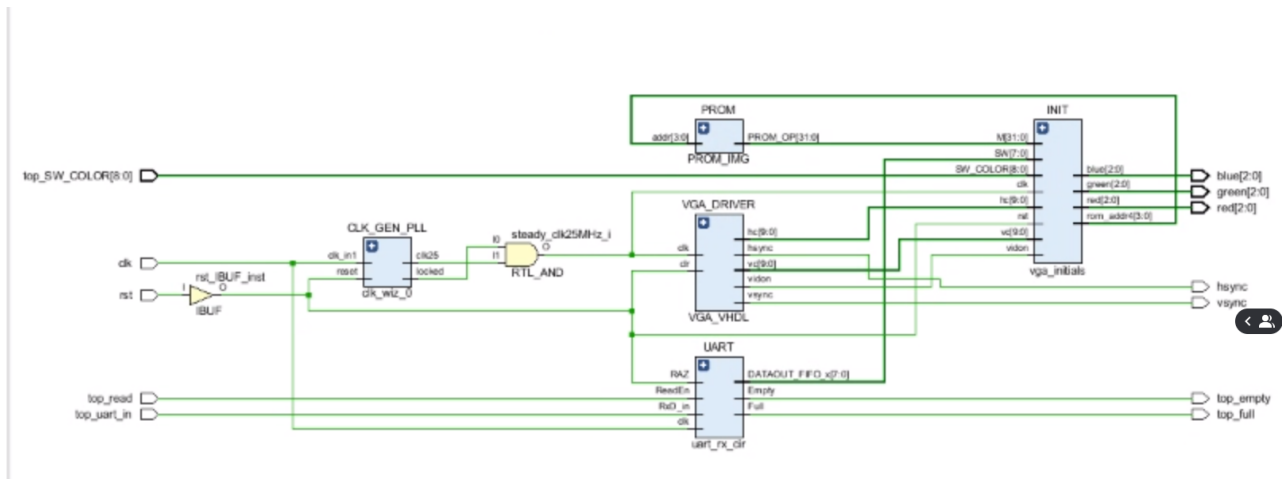 PROM
addr[3:0]
PROM_OP[31:0]
PROM_IMG
INIT
M[31:0]
SW[7:0]
SW_COLOR[8:0]
clk
hc[9:0]
rst
vc[9:0]
vidon
blue[2:0]
green[2:0]
red[2:0]
rom_addr4[3:0]
vga_initials
top_SW_COLOR[8:0]
blue[2:0]
green[2:0]
red[2:0]
VGA_DRIVER
clk
clr
hc[9:0]
hsync
vc[9:0]
vidon
vsync
VGA_VHDL
CLK_GEN_PLL
clk_in1
reset
clk25
locked
clk_wiz_0
steady_clk25MHz_i
I0
I1
O
RTL_AND
clk
rst
rst_IBUF_inst
I
O
IBUF
hsync
vsync
UART
RAZ
ReadEn
RxD_in
clk
DATAOUT_FIFO_x[7:0]
Empty
Full
uart_rx_dir
top_read
top_uart_in
top_empty
top_full